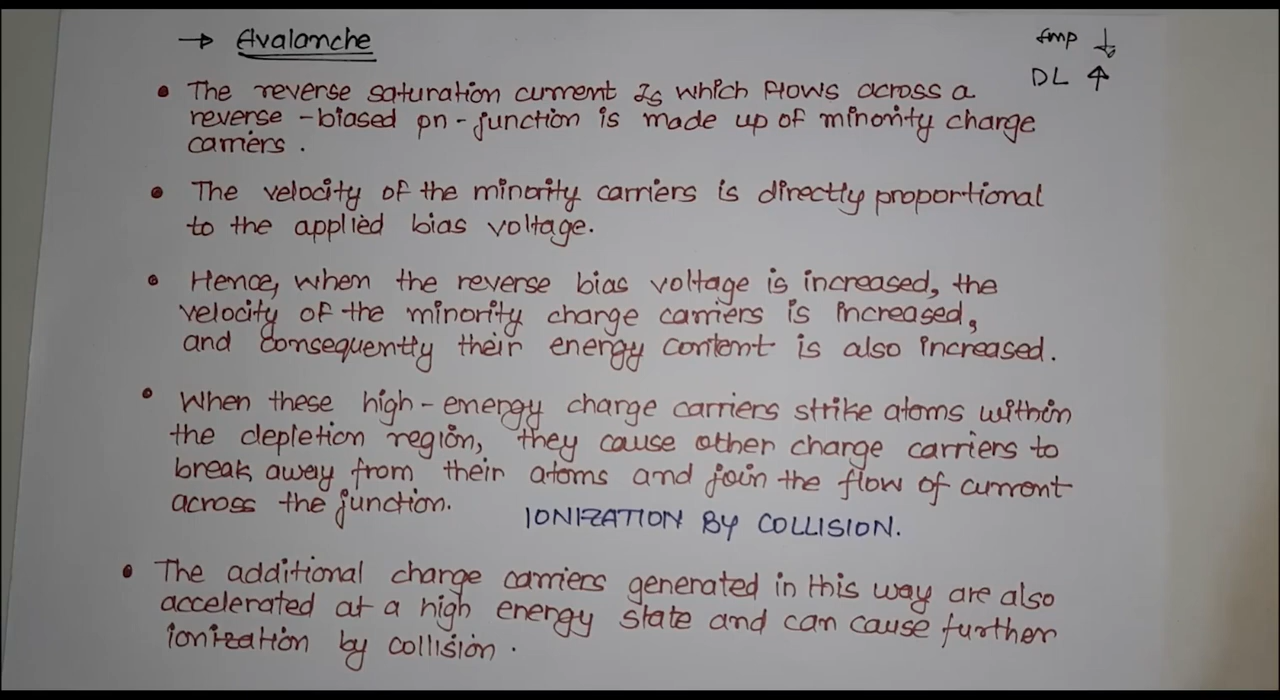 → Avalanche
Imp ↓
DL ↑
• The reverse saturation current Is which flows across a
reverse-biased pn-junction is made up of minority charge
carriers.
• The velocity of the minority carriers is directly proportional
to the applied bias voltage.
• Hence, when the reverse bias voltage is increased, the
velocity of the minority charge carriers is increased,
and consequently their energy content is also increased.
• When these high-energy charge carriers strike atoms within
the depletion region, they cause other charge carriers to
break away from their atoms and join the flow of current
across the junction.
IONIZATION BY COLLISION.
• The additional charge carriers generated in this way are also
accelerated at a high energy state and can cause further
ionization by collision.